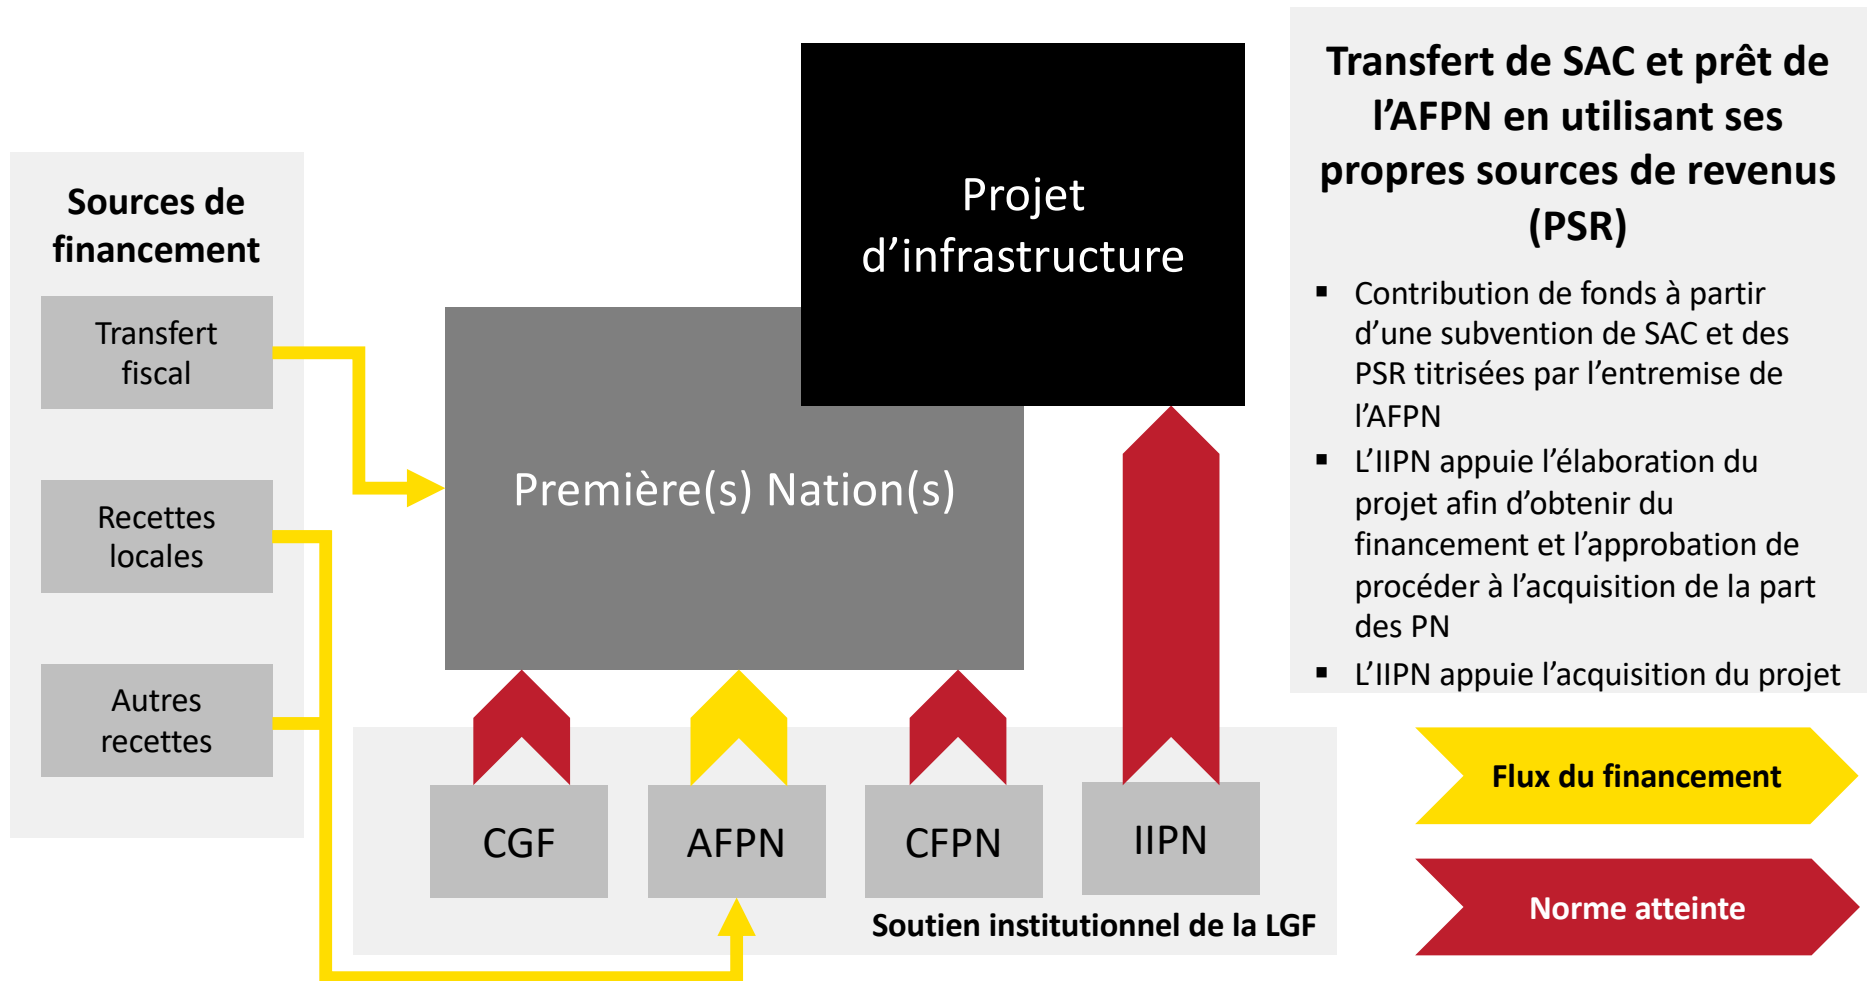 Sources de
financement
Transfert
fiscal
Recettes
locales
Autres
recettes
Projet
d’infrastructure
Première(s) Nation(s)
CGF
AFPN
CFPN
IIPN
Soutien institutionnel de la LGF
Transfert de SAC et prêt de
l’AFPN en utilisant ses
propres sources de revenus
(PSR)
▪ Contribution de fonds à partir
d’une subvention de SAC et des
PSR titrisées par l’entremise de
l’AFPN
▪ L’IIPN appuie l’élaboration du
projet afin d’obtenir du
financement et l’approbation de
procéder à l’acquisition de la part
des PN
▪ L’IIPN appuie l’acquisition du projet
Flux du financement
Norme atteinte